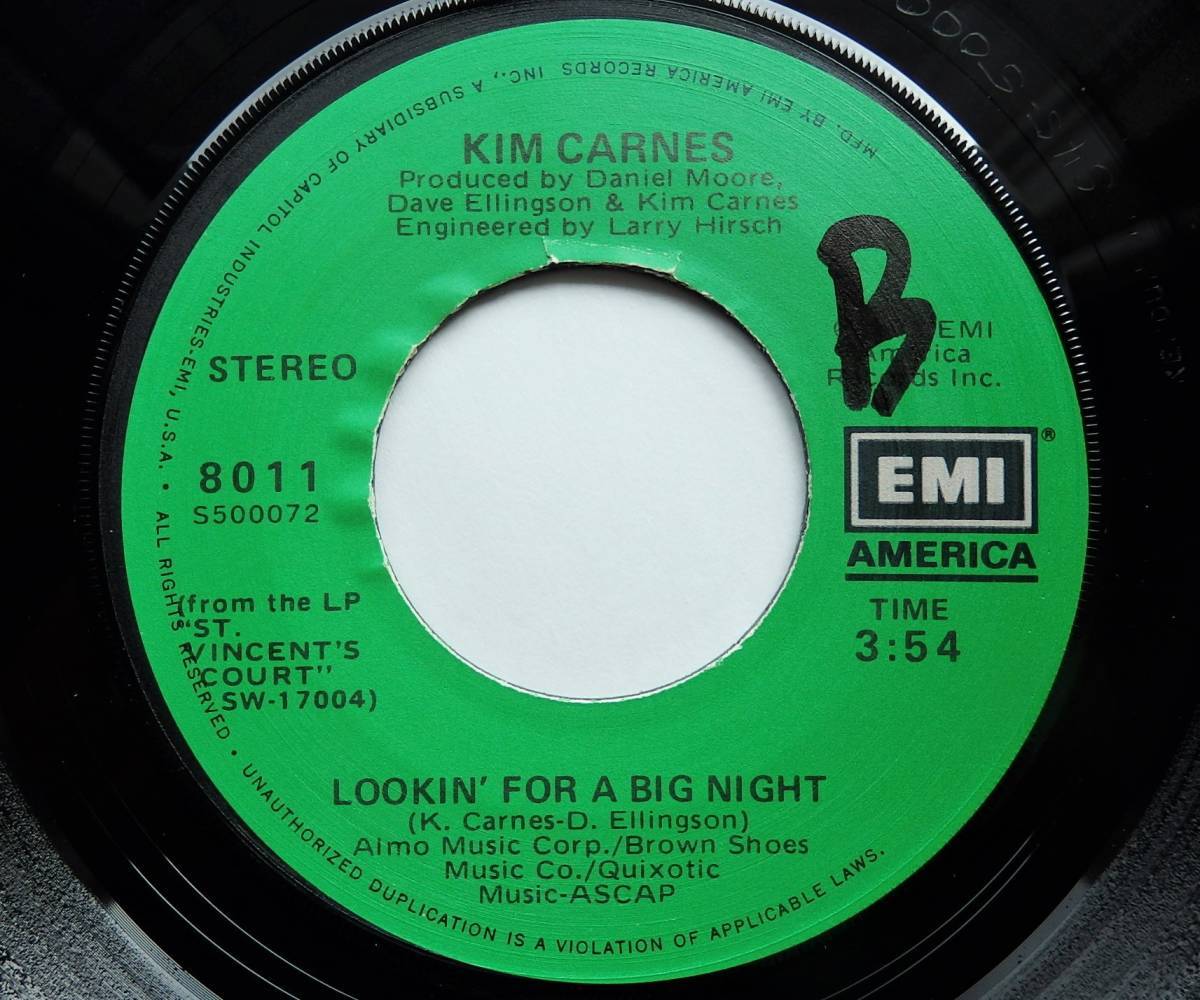 MFD. BY EMI AMERICA RECORDS INC., A SUBSIDIARY OF CAPITOL INDUSTRIES-EMI, U.S.A. • ALL RIGHTS RESERVED • UNAUTHORIZED DUPLICATION IS A VIOLATION OF APPLICABLE LAWS.
KIM CARNES
Produced by Daniel Moore,
Dave Ellingson & Kim Carnes
Engineered by Larry Hirsch
B
EMI
America
Records Inc.
STEREO
8011
S500072
EMI®
AMERICA
(from the LP
"ST.
VINCENT'S
COURT"
SW-17004)
TIME
3:54
LOOKIN' FOR A BIG NIGHT
(K. Carnes-D. Ellingson)
Almo Music Corp./Brown Shoes
Music Co./Quixotic
Music-ASCAP